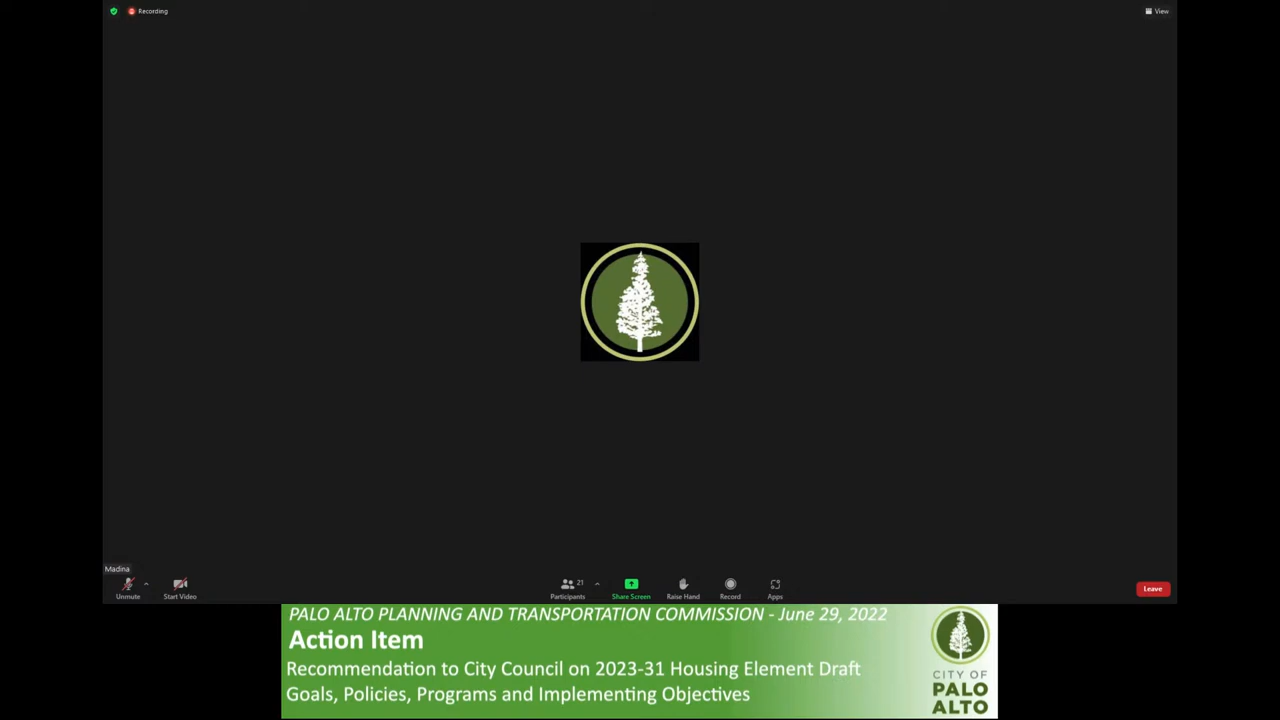 Recording
View
Madina
21
Unmute
Start Video
Participants
Share Screen
Raise Hand
Record
Apps
Leave
PALO ALTO PLANNING AND TRANSPORTATION COMMISSION - June 29, 2022
Action Item
Recommendation to City Council on 2023-31 Housing Element Draft
Goals, Policies, Programs and Implementing Objectives
CITY OF
PALO
ALTO